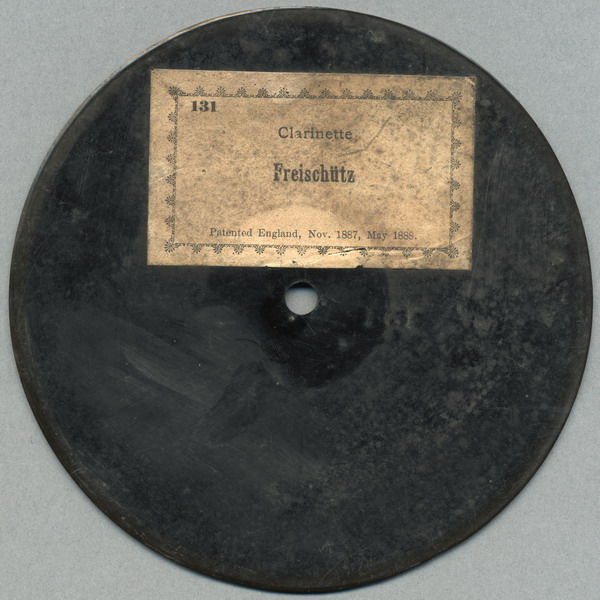 131
Clarinette
Freischütz
Patented England, Nov. 1887, May 1888.